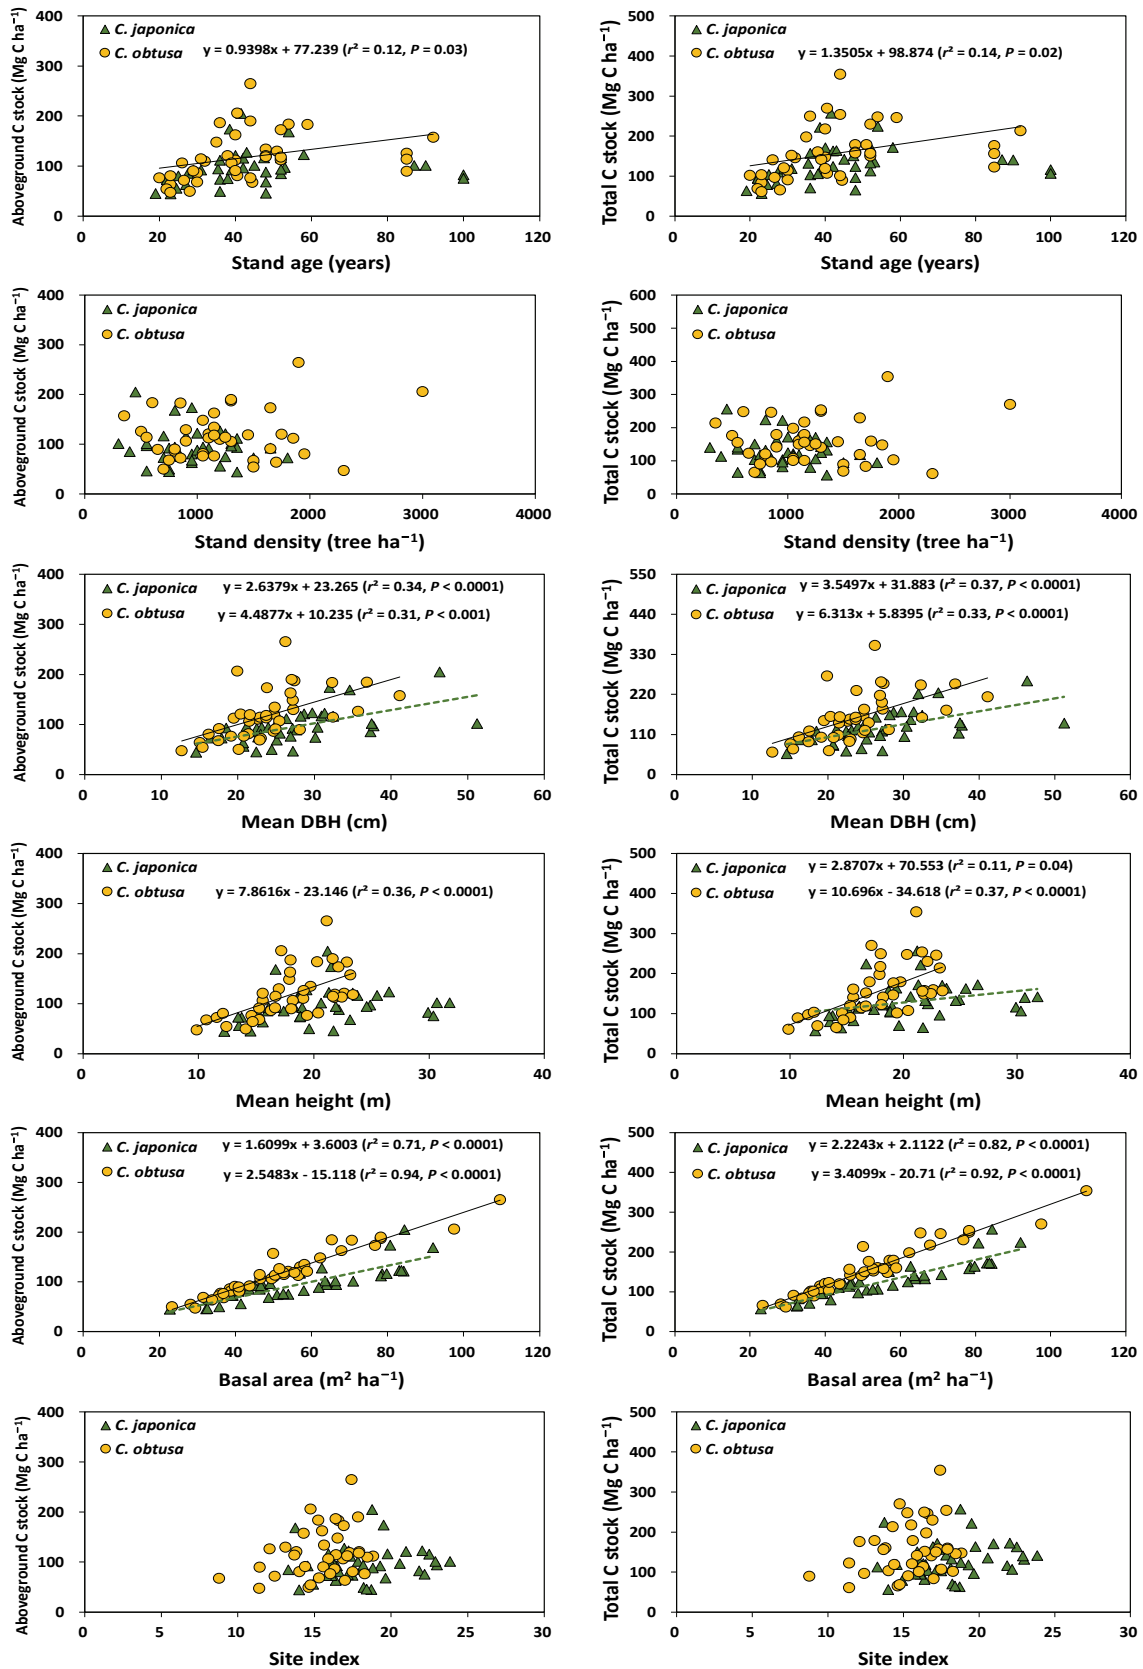 Aboveground C stock (Mg C ha⁻¹)
400
300
200
100
0
C. japonica
C. obtusa
y = 0.9398x + 77.239 (r² = 0.12, P = 0.03)
0 20 40 60 80 100 120
Stand age (years)
Total C stock (Mg C ha⁻¹)
500
400
300
200
100
0
C. japonica
C. obtusa
y = 1.3505x + 98.874 (r² = 0.14, P = 0.02)
0 20 40 60 80 100 120
Stand age (years)
Aboveground C stock (Mg C ha⁻¹)
400
300
200
100
0
C. japonica
C. obtusa
0 1000 2000 3000 4000
Stand density (tree ha⁻¹)
Total C stock (Mg C ha⁻¹)
600
500
400
300
200
100
0
C. japonica
C. obtusa
0 1000 2000 3000 4000
Stand density (tree ha⁻¹)
Aboveground C stock (Mg C ha⁻¹)
400
300
200
100
0
C. japonica
y = 2.6379x + 23.265 (r² = 0.34, P < 0.0001)
C. obtusa
y = 4.4877x + 10.235 (r² = 0.31, P < 0.001)
0 10 20 30 40 50 60
Mean DBH (cm)
Total C stock (Mg C ha⁻¹)
550
440
330
220
110
0
C. japonica
y = 3.5497x + 31.883 (r² = 0.37, P < 0.0001)
C. obtusa
y = 6.313x + 5.8395 (r² = 0.33, P < 0.0001)
0 10 20 30 40 50 60
Mean DBH (cm)
Aboveground C stock (Mg C ha⁻¹)
400
300
200
100
0
C. japonica
C. obtusa
y = 7.8616x - 23.146 (r² = 0.36, P < 0.0001)
0 10 20 30 40
Mean height (m)
Total C stock (Mg C ha⁻¹)
500
400
300
200
100
0
C. japonica
y = 2.8707x + 70.553 (r² = 0.11, P = 0.04)
C. obtusa
y = 10.696x - 34.618 (r² = 0.37, P < 0.0001)
0 10 20 30 40
Mean height (m)
Aboveground C stock (Mg C ha⁻¹)
400
300
200
100
0
C. japonica
y = 1.6099x + 3.6003 (r² = 0.71, P < 0.0001)
C. obtusa
y = 2.5483x - 15.118 (r² = 0.94, P < 0.0001)
0 20 40 60 80 100 120
Basal area (m² ha⁻¹)
Total C stock (Mg C ha⁻¹)
500
400
300
200
100
0
C. japonica
y = 2.2243x + 2.1122 (r² = 0.82, P < 0.0001)
C. obtusa
y = 3.4099x - 20.71 (r² = 0.92, P < 0.0001)
0 20 40 60 80 100 120
Basal area (m² ha⁻¹)
Aboveground C stock (Mg C ha⁻¹)
400
300
200
100
0
C. japonica
C. obtusa
0 5 10 15 20 25 30
Site index
Total C stock (Mg C ha⁻¹)
500
400
300
200
100
0
C. japonica
C. obtusa
0 5 10 15 20 25 30
Site index